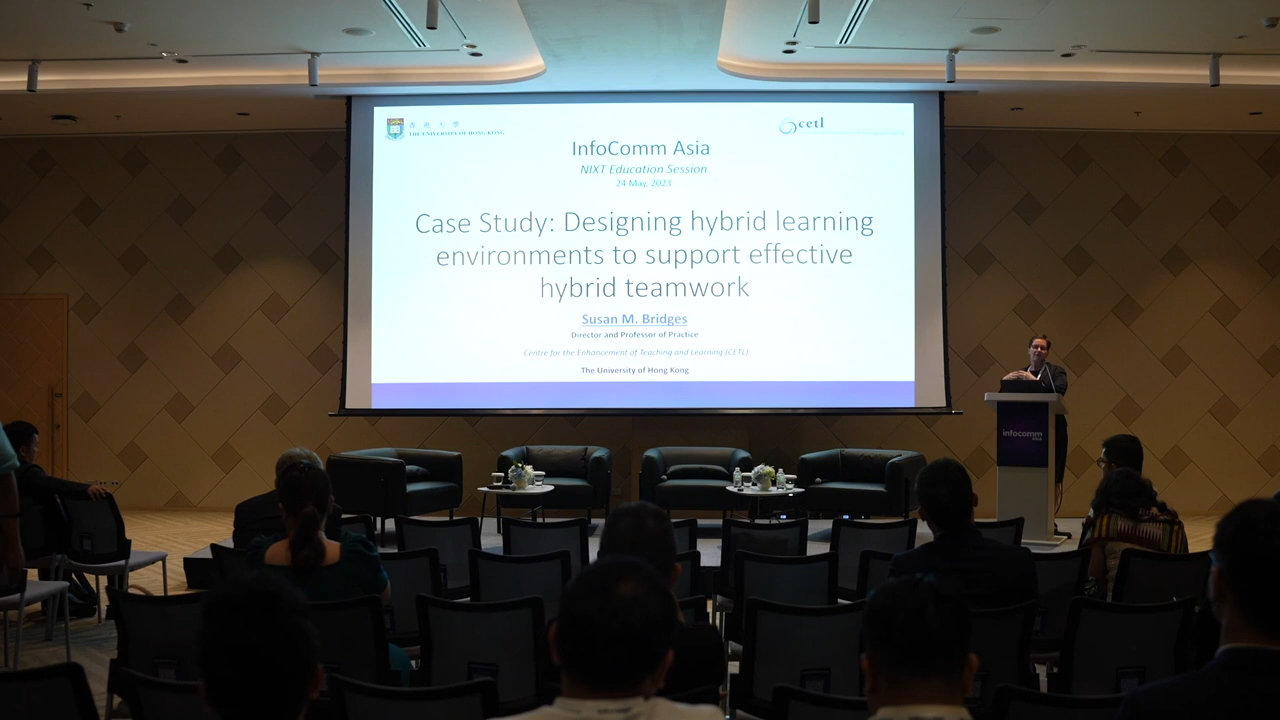 香港大學
THE UNIVERSITY OF HONG KONG
cetl
InfoComm Asia
NIXT Education Session
24 May, 2023
Case Study: Designing hybrid learning
environments to support effective
hybrid teamwork
Susan M. Bridges
Director and Professor of Practice
Centre for the Enhancement of Teaching and Learning (CETL)
The University of Hong Kong
infocomm
ASIA